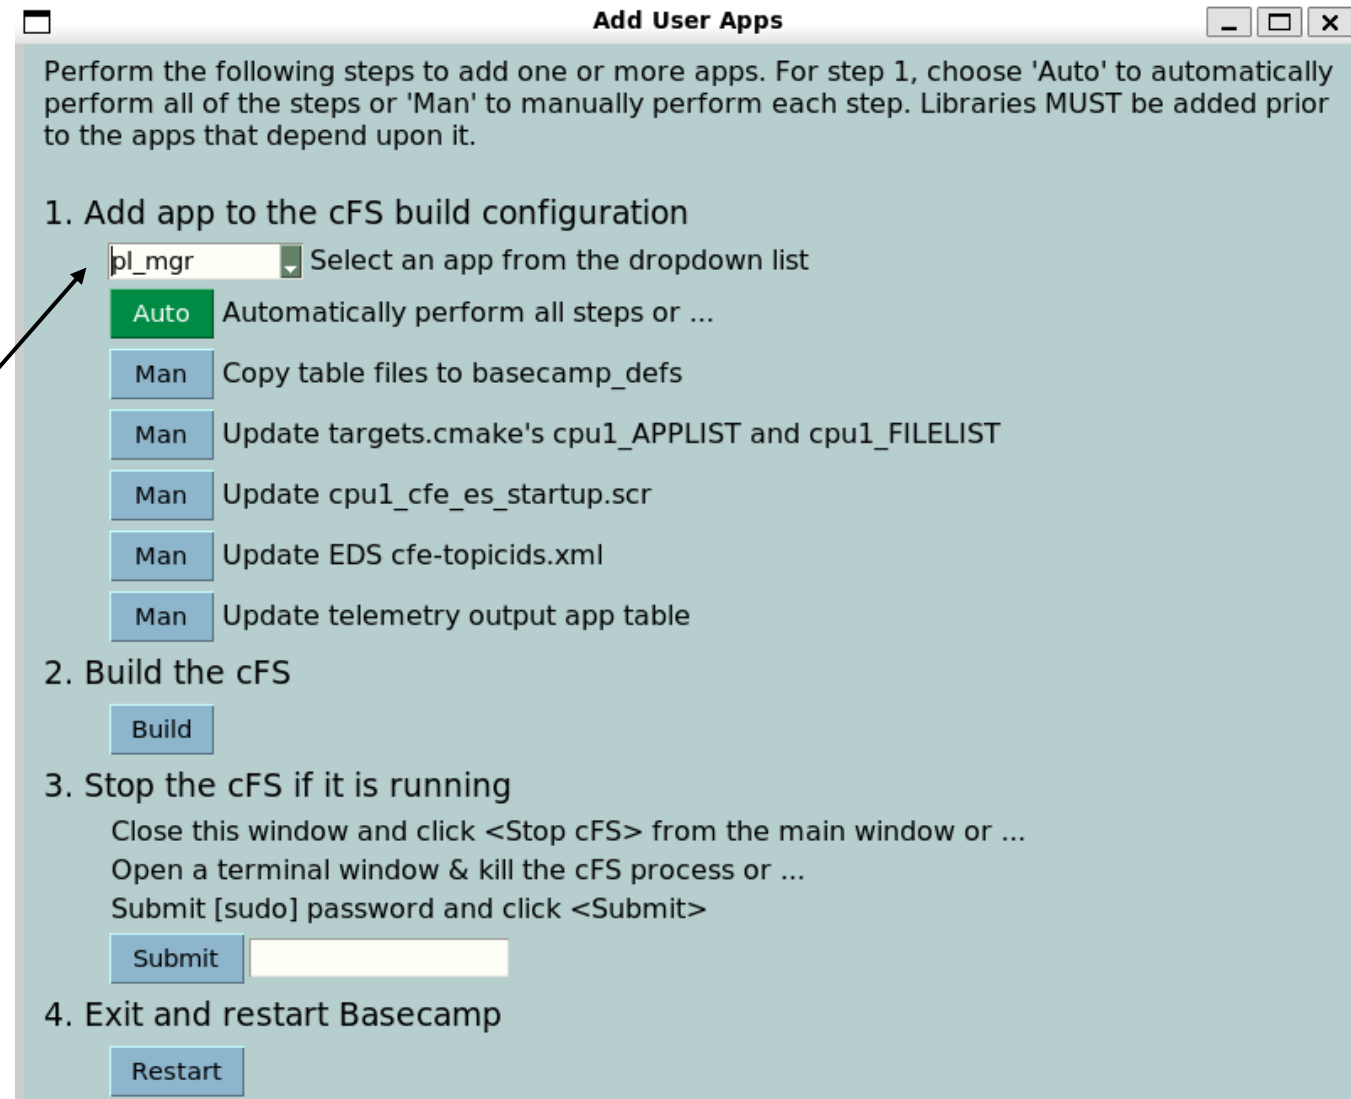 Add User Apps
Perform the following steps to add one or more apps. For step 1, choose 'Auto' to automatically
perform all of the steps or 'Man' to manually perform each step. Libraries MUST be added prior
to the apps that depend upon it.
1. Add app to the cFS build configuration
pl_mgr Select an app from the dropdown list
Auto Automatically perform all steps or ...
Man Copy table files to basecamp_defs
Man Update targets.cmake's cpu1_APPLIST and cpu1_FILELIST
Man Update cpu1_cfe_es_startup.scr
Man Update EDS cfe-topicids.xml
Man Update telemetry output app table
2. Build the cFS
Build
3. Stop the cFS if it is running
Close this window and click <Stop cFS> from the main window or ...
Open a terminal window & kill the cFS process or ...
Submit [sudo] password and click <Submit>
Submit
4. Exit and restart Basecamp
Restart